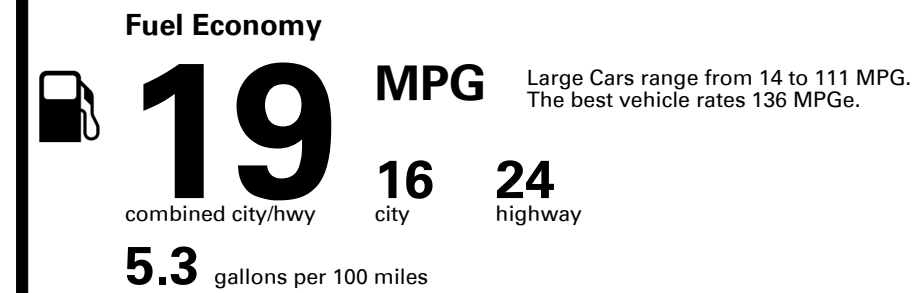 Fuel Economy
19
MPG
Large Cars range from 14 to 111 MPG.
The best vehicle rates 136 MPGe.
16
24
combined city/hwy
city
highway
5.3 gallons per 100 miles